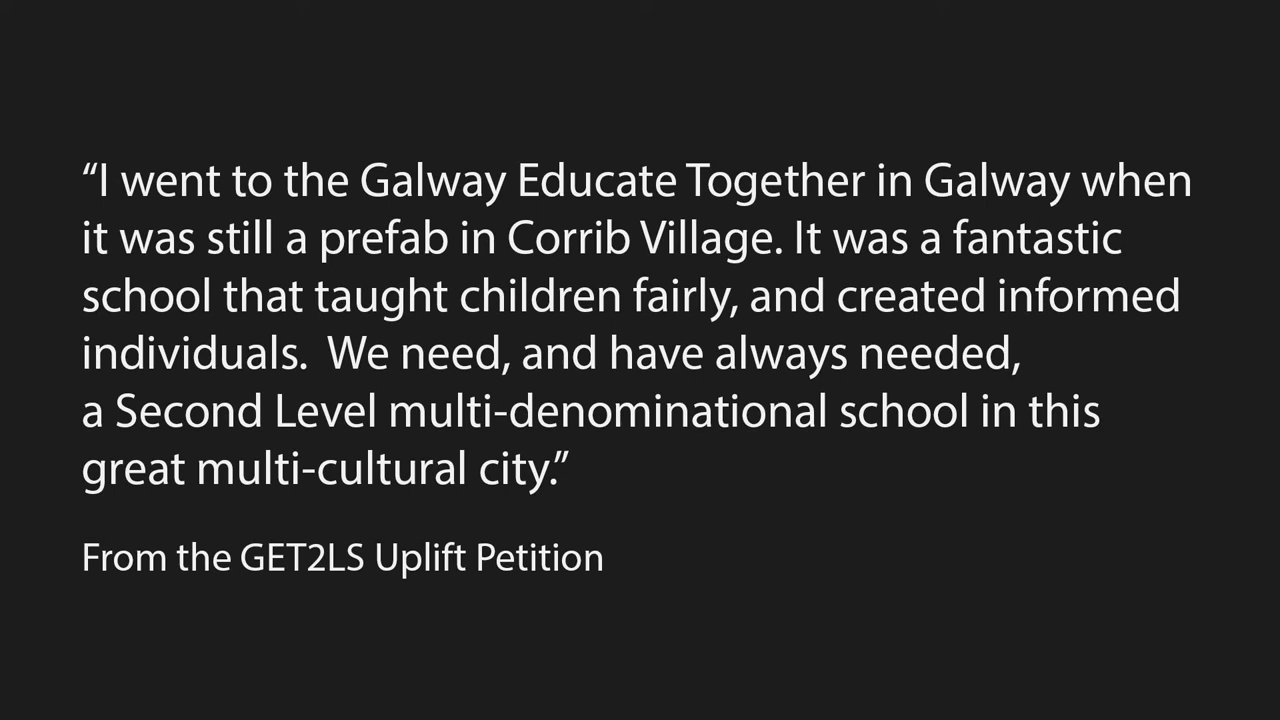 “I went to the Galway Educate Together in Galway when
it was still a prefab in Corrib Village. It was a fantastic
school that taught children fairly, and created informed
individuals.  We need, and have always needed,
a Second Level multi-denominational school in this
great multi-cultural city.”
From the GET2LS Uplift Petition